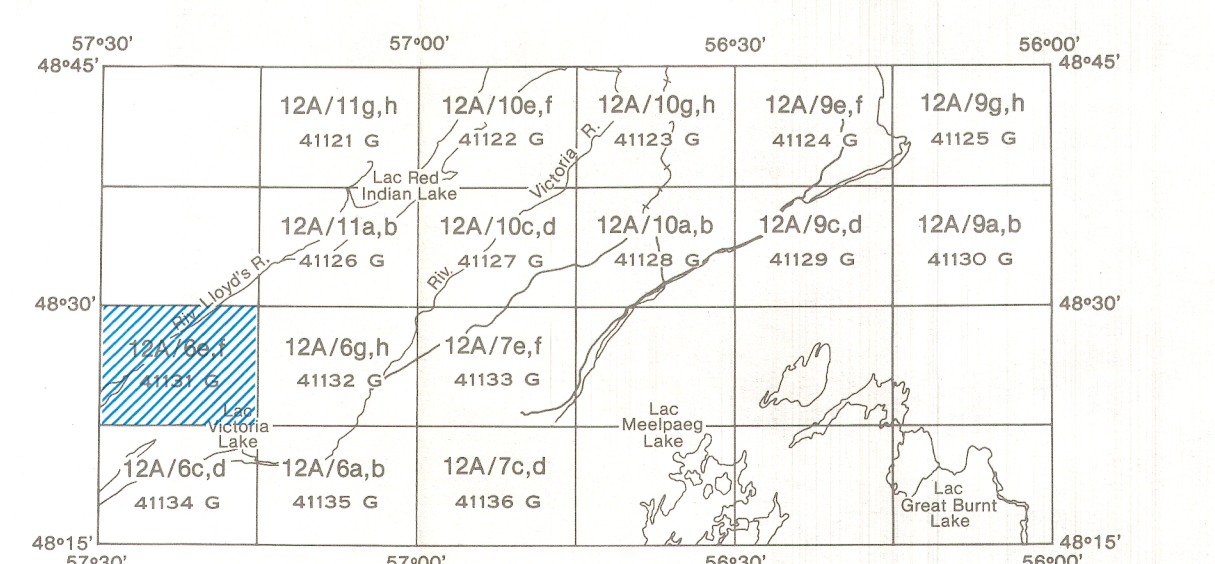 57°30'
57°00'
56°30'
56°00'
48°45'
48°45'
12A/11g,h
41121 G
12A/10e,f
41122 G
12A/10g,h
41123 G
12A/9e,f
41124 G
12A/9g,h
41125 G
Lac Red
Indian Lake
Victoria R.
12A/11a,b
41126 G
12A/10c,d
41127 G
12A/10a,b
41128 G
12A/9c,d
41129 G
12A/9a,b
41130 G
Riv. Lloyd's R.
Riv.
48°30'
48°30'
12A/6e,f
41131 G
12A/6g,h
41132 G
12A/7e,f
41133 G
Lac
Victoria
Lake
Lac
Meelpaeg
Lake
12A/6c,d
41134 G
12A/6a,b
41135 G
12A/7c,d
41136 G
Lac
Great Burnt
Lake
48°15'
48°15'
57°30'
57°00'
56°30'
56°00'